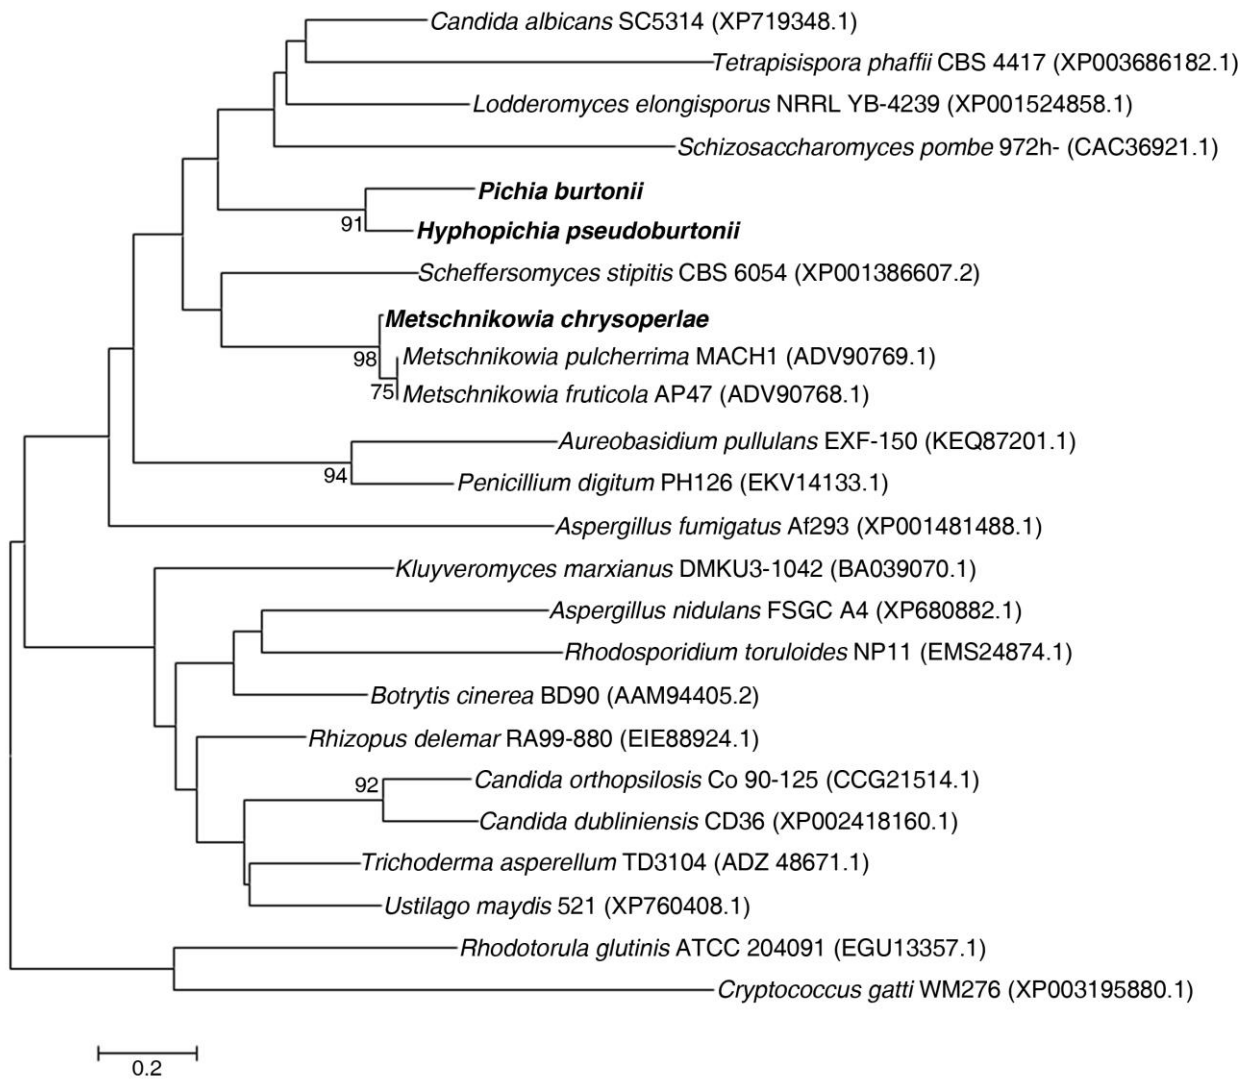 Candida albicans SC5314 (XP719348.1)
Tetrapisispora phaffii CBS 4417 (XP003686182.1)
Lodderomyces elongisporus NRRL YB-4239 (XP001524858.1)
Schizosaccharomyces pombe 972h- (CAC36921.1)
Pichia burtonii
91
Hyphopichia pseudoburtonii
Scheffersomyces stipitis CBS 6054 (XP001386607.2)
Metschnikowia chrysoperlae
98
Metschnikowia pulcherrima MACH1 (ADV90769.1)
75
Metschnikowia fruticola AP47 (ADV90768.1)
Aureobasidium pullulans EXF-150 (KEQ87201.1)
94
Penicillium digitum PH126 (EKV14133.1)
Aspergillus fumigatus Af293 (XP001481488.1)
Kluyveromyces marxianus DMKU3-1042 (BA039070.1)
Aspergillus nidulans FSGC A4 (XP680882.1)
Rhodosporidium toruloides NP11 (EMS24874.1)
Botrytis cinerea BD90 (AAM94405.2)
Rhizopus delemar RA99-880 (EIE88924.1)
92
Candida orthopsilosis Co 90-125 (CCG21514.1)
Candida dubliniensis CD36 (XP002418160.1)
Trichoderma asperellum TD3104 (ADZ 48671.1)
Ustilago maydis 521 (XP760408.1)
Rhodotorula glutinis ATCC 204091 (EGU13357.1)
Cryptococcus gatti WM276 (XP003195880.1)
0.2